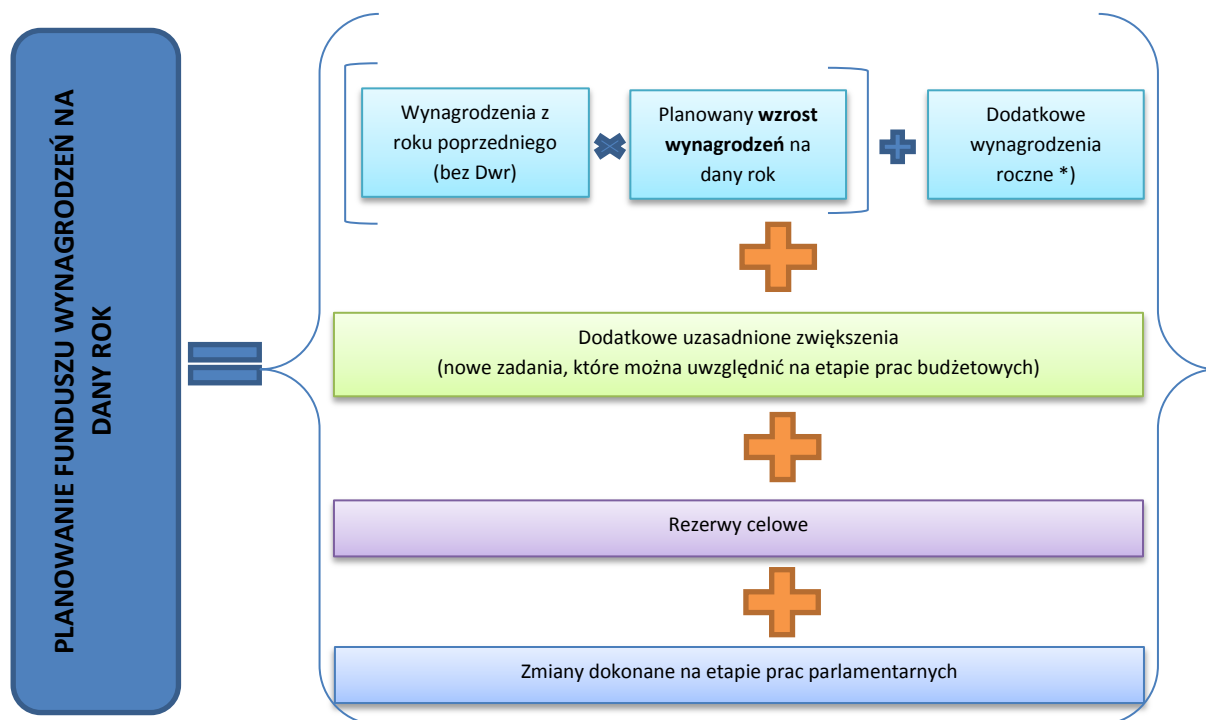 PLANOWANIE FUNDUSZU WYNAGRODZEŃ NA
DANY ROK
Wynagrodzenia z
roku poprzedniego
(bez Dwr)
Planowany wzrost
wynagrodzeń na
dany rok
Dodatkowe
wynagrodzenia
roczne *)
Dodatkowe uzasadnione zwiększenia
(nowe zadania, które można uwzględnić na etapie prac budżetowych)
Rezerwy celowe
Zmiany dokonane na etapie prac parlamentarnych